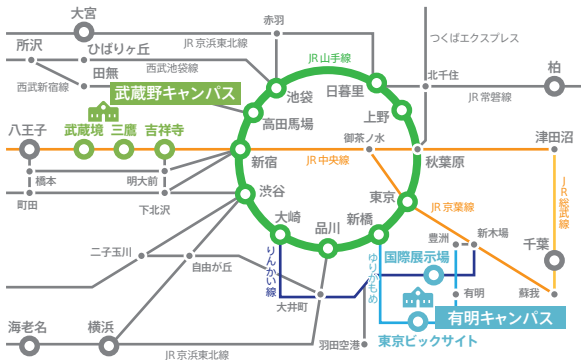 大宮
赤羽
所沢
ひばりヶ丘
JR京浜東北線
つくばエクスプレス
JR山手線
西武池袋線
田無
西武新宿線
武蔵野キャンパス
池袋
日暮里
北千住
柏
JR常磐線
高田馬場
上野
八王子
武蔵境
三鷹
吉祥寺
御茶ノ水
津田沼
新宿
JR中央線
秋葉原
橋本
明大前
町田
下北沢
渋谷
東京
JR京葉線
JR総武線
大崎
品川
新橋
豊洲
新木場
千葉
りんかい線
ゆりかもめ
国際展示場
二子玉川
自由が丘
大井町
有明
蘇我
有明キャンパス
海老名
横浜
JR京浜東北線
羽田空港
東京ビックサイト